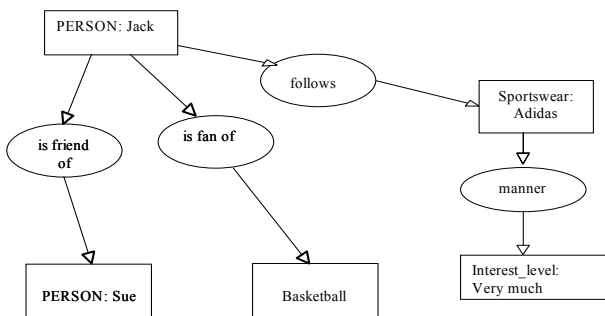 PERSON: Jack
follows
Sportswear:
Adidas
is friend
of
is fan of
manner
PERSON: Sue
Basketball
Interest_level:
Very much